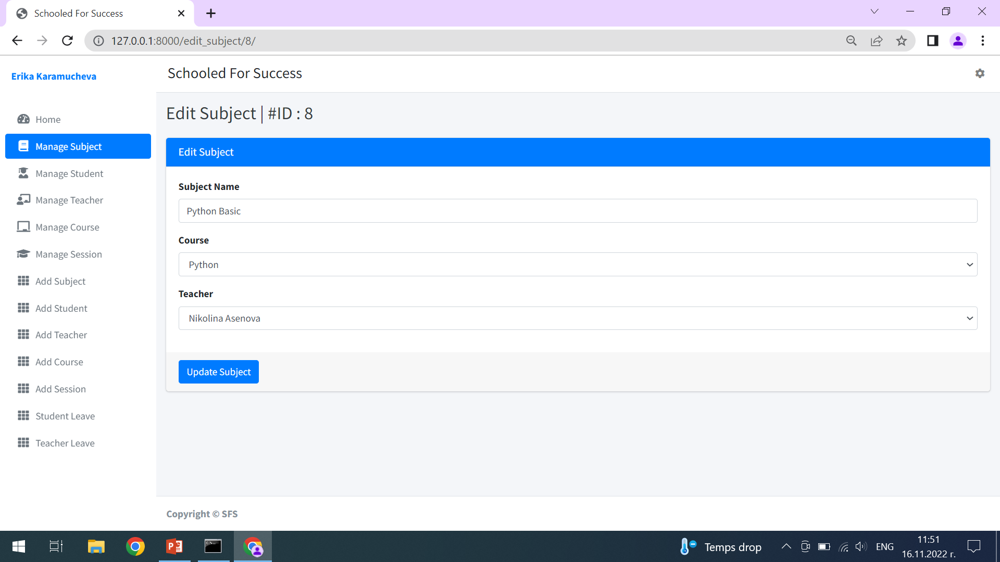 Schooled For Success
127.0.0.1:8000/edit_subject/8/
Erika Karamucheva
Schooled For Success
Home
Manage Subject
Manage Student
Manage Teacher
Manage Course
Manage Session
Add Subject
Add Student
Add Teacher
Add Course
Add Session
Student Leave
Teacher Leave
Edit Subject | #ID : 8
Edit Subject
Subject Name
Python Basic
Course
Python
Teacher
Nikolina Asenova
Update Subject
Copyright © SFS
Temps drop
ENG
11:51
16.11.2022 г.